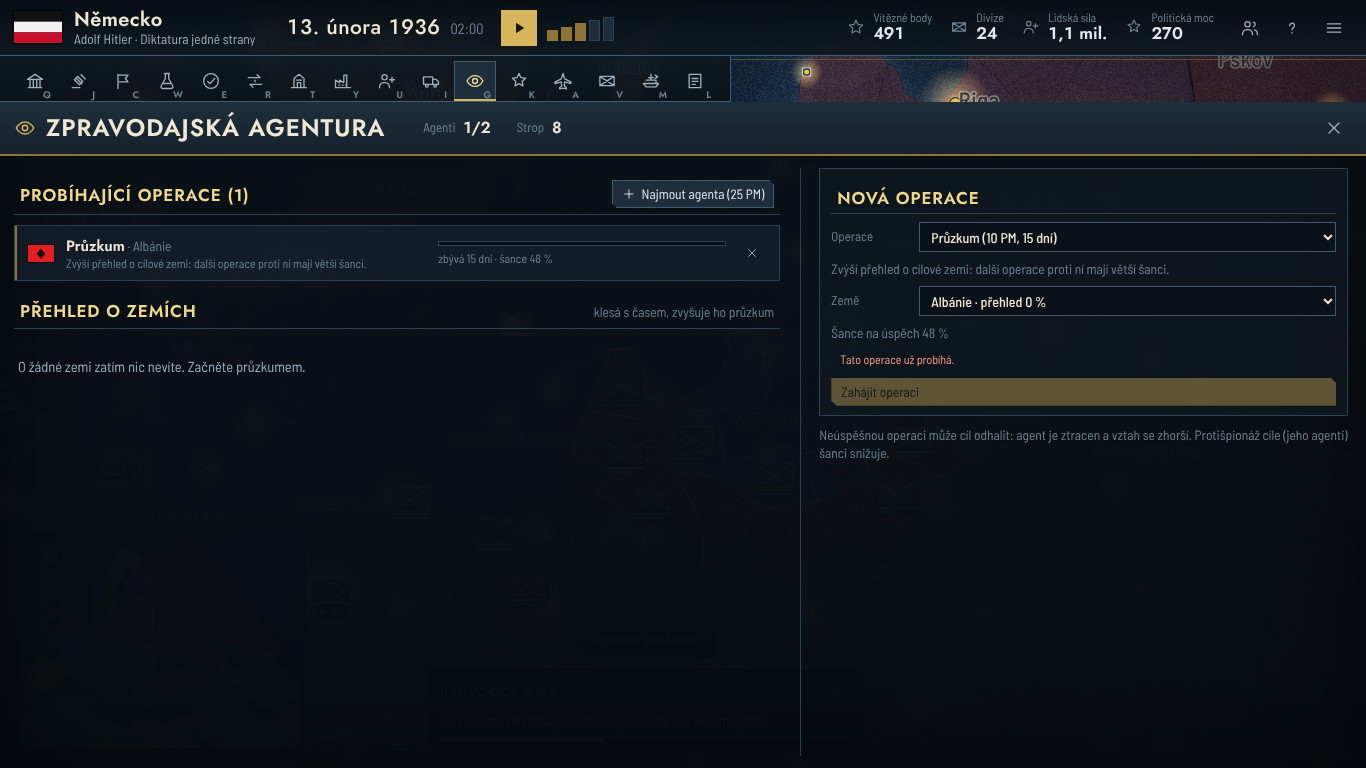 Německo
Adolf Hitler · Diktatura jedné strany
13. února 1936 02:00
Vítězné body
491
Divize
24
Lidská síla
1,1 mil.
Politická moc
270
?
Q J C W E R T Y U I G K A V M L
Pskov
Riga
ZPRAVODAJSKÁ AGENTURA
Agenti 1/2 Strop 8
PROBÍHAJÍCÍ OPERACE (1)
Najmout agenta (25 PM)
Průzkum · Albánie
Zvýší přehled o cílové zemi: další operace proti ní mají větší šanci.
zbývá 15 dní · šance 48 %
PŘEHLED O ZEMÍCH
klesá s časem, zvyšuje ho průzkum
O žádné zemi zatím nic nevíte. Začněte průzkumem.
NOVÁ OPERACE
Operace
Průzkum (10 PM, 15 dní)
Zvýší přehled o cílové zemi: další operace proti ní mají větší šanci.
Země
Albánie · přehled 0 %
Šance na úspěch 48 %
Tato operace už probíhá.
Zahájit operaci
Neúspěšnou operaci může cíl odhalit: agent je ztracen a vztah se zhorší. Protišpionáž cíle (jeho agenti)
šanci snižuje.